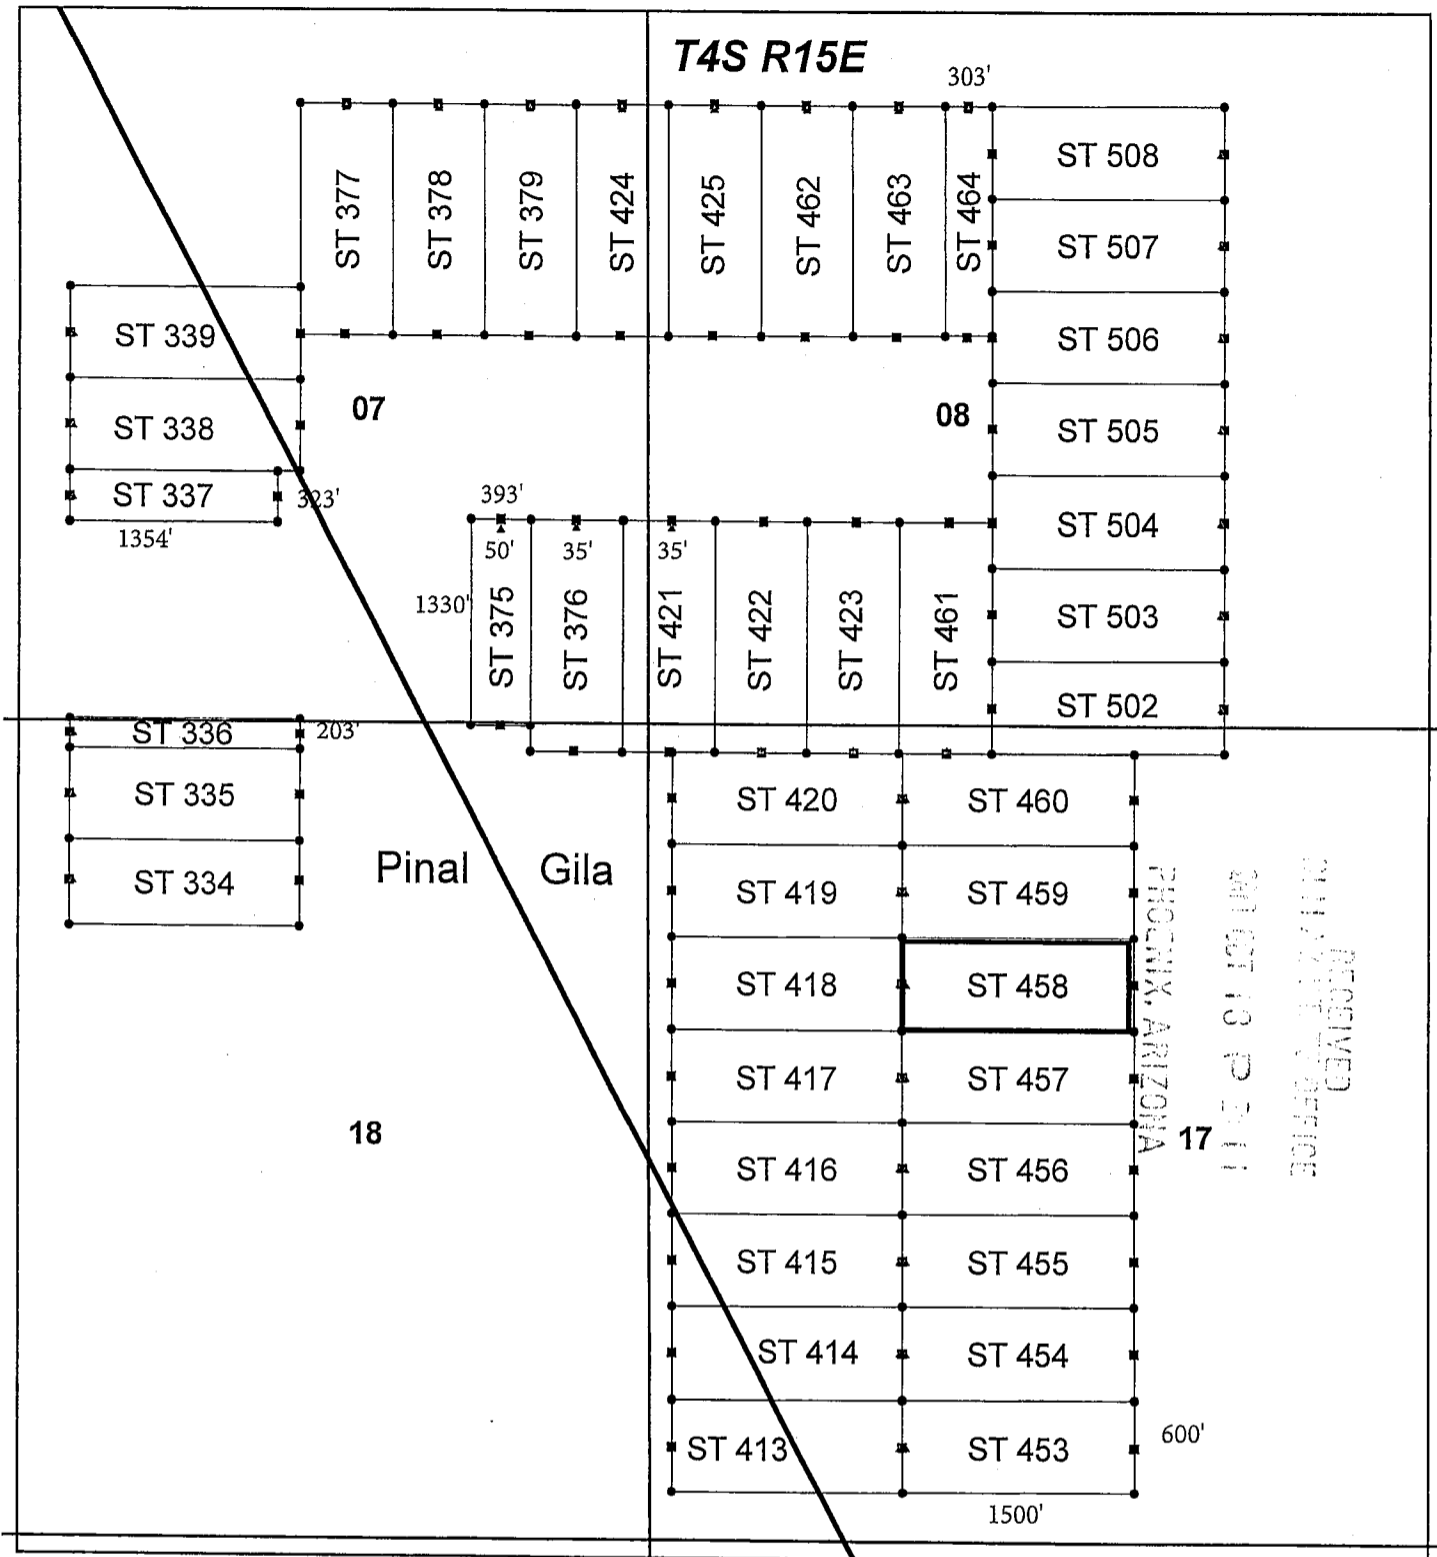 T4S R15E
303'
ST 377
ST 378
ST 379
ST 424
ST 425
ST 462
ST 463
ST 464
ST 508
ST 507
ST 506
ST 505
ST 504
ST 503
ST 502
ST 339
ST 338
ST 337
323'
1354'
07
08
393'
50'
35'
35'
1330'
ST 375
ST 376
ST 421
ST 422
ST 423
ST 461
ST 336
203'
ST 335
ST 334
Pinal
Gila
ST 420
ST 460
ST 419
ST 459
ST 418
ST 458
ST 417
ST 457
ST 416
ST 456
ST 415
ST 455
ST 414
ST 454
ST 413
ST 453
600'
1500'
18
17
RECEIVED
OFFICE
PHOENIX, ARIZONA